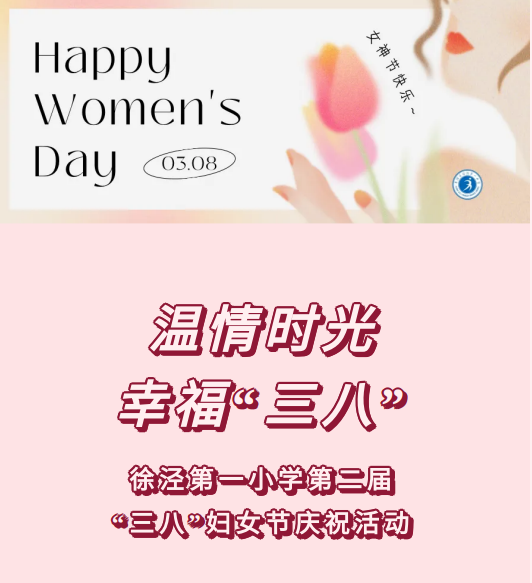 Happy
Women's
Day
03.08
女神节快乐~
温情时光
幸福“三八”
徐泾第一小学第二届
“三八”妇女节庆祝活动